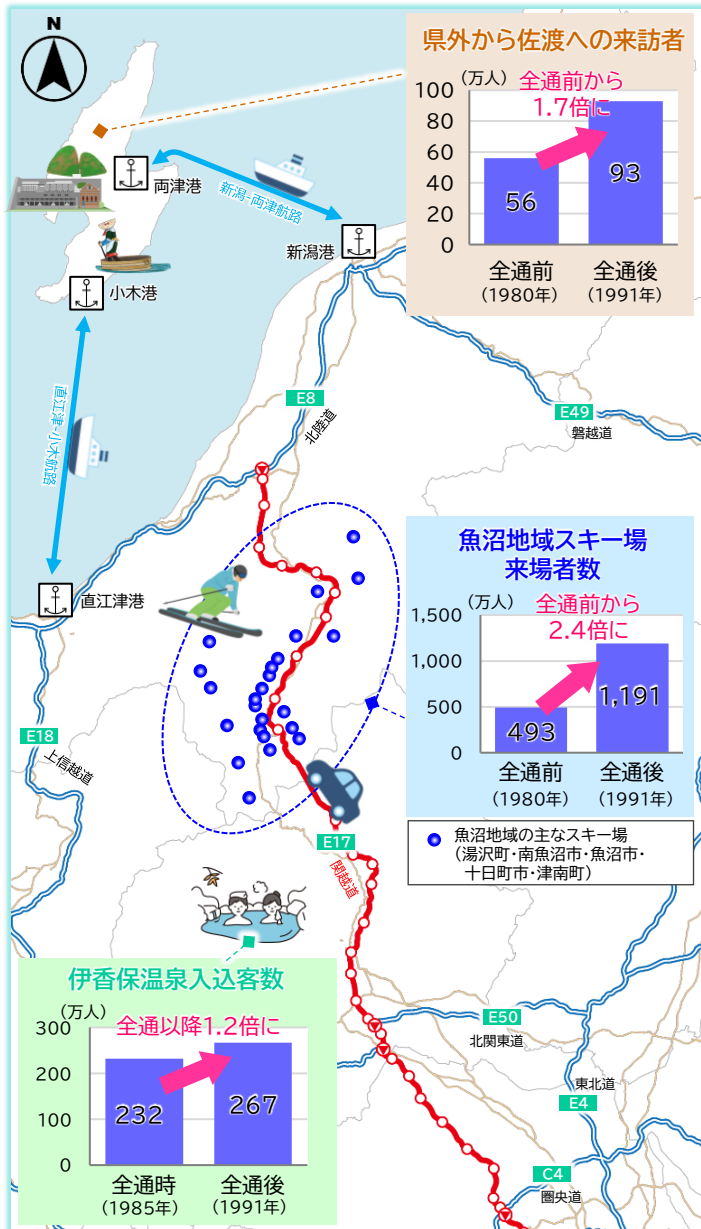 N
県外から佐渡への来訪者
(万人)
全通前から
1.7倍に
100
80
60
40
20
0
56
93
全通前
(1980年)
全通後
(1991年)
両津港
新潟-両津航路
新潟港
小木港
直江津-小木航路
直江津港
E8
北陸道
E49
磐越道
魚沼地域スキー場
来場者数
(万人)
全通前から
2.4倍に
1,500
1,000
500
0
493
1,191
全通前
(1980年)
全通後
(1991年)
魚沼地域の主なスキー場
(湯沢町・南魚沼市・魚沼市・
十日町市・津南町)
E18
上信越道
E17
関越道
伊香保温泉入込客数
(万人)
全通以降1.2倍に
300
200
100
0
232
267
全通時
(1985年)
全通後
(1991年)
E50
北関東道
東北道
E4
C4
圏央道